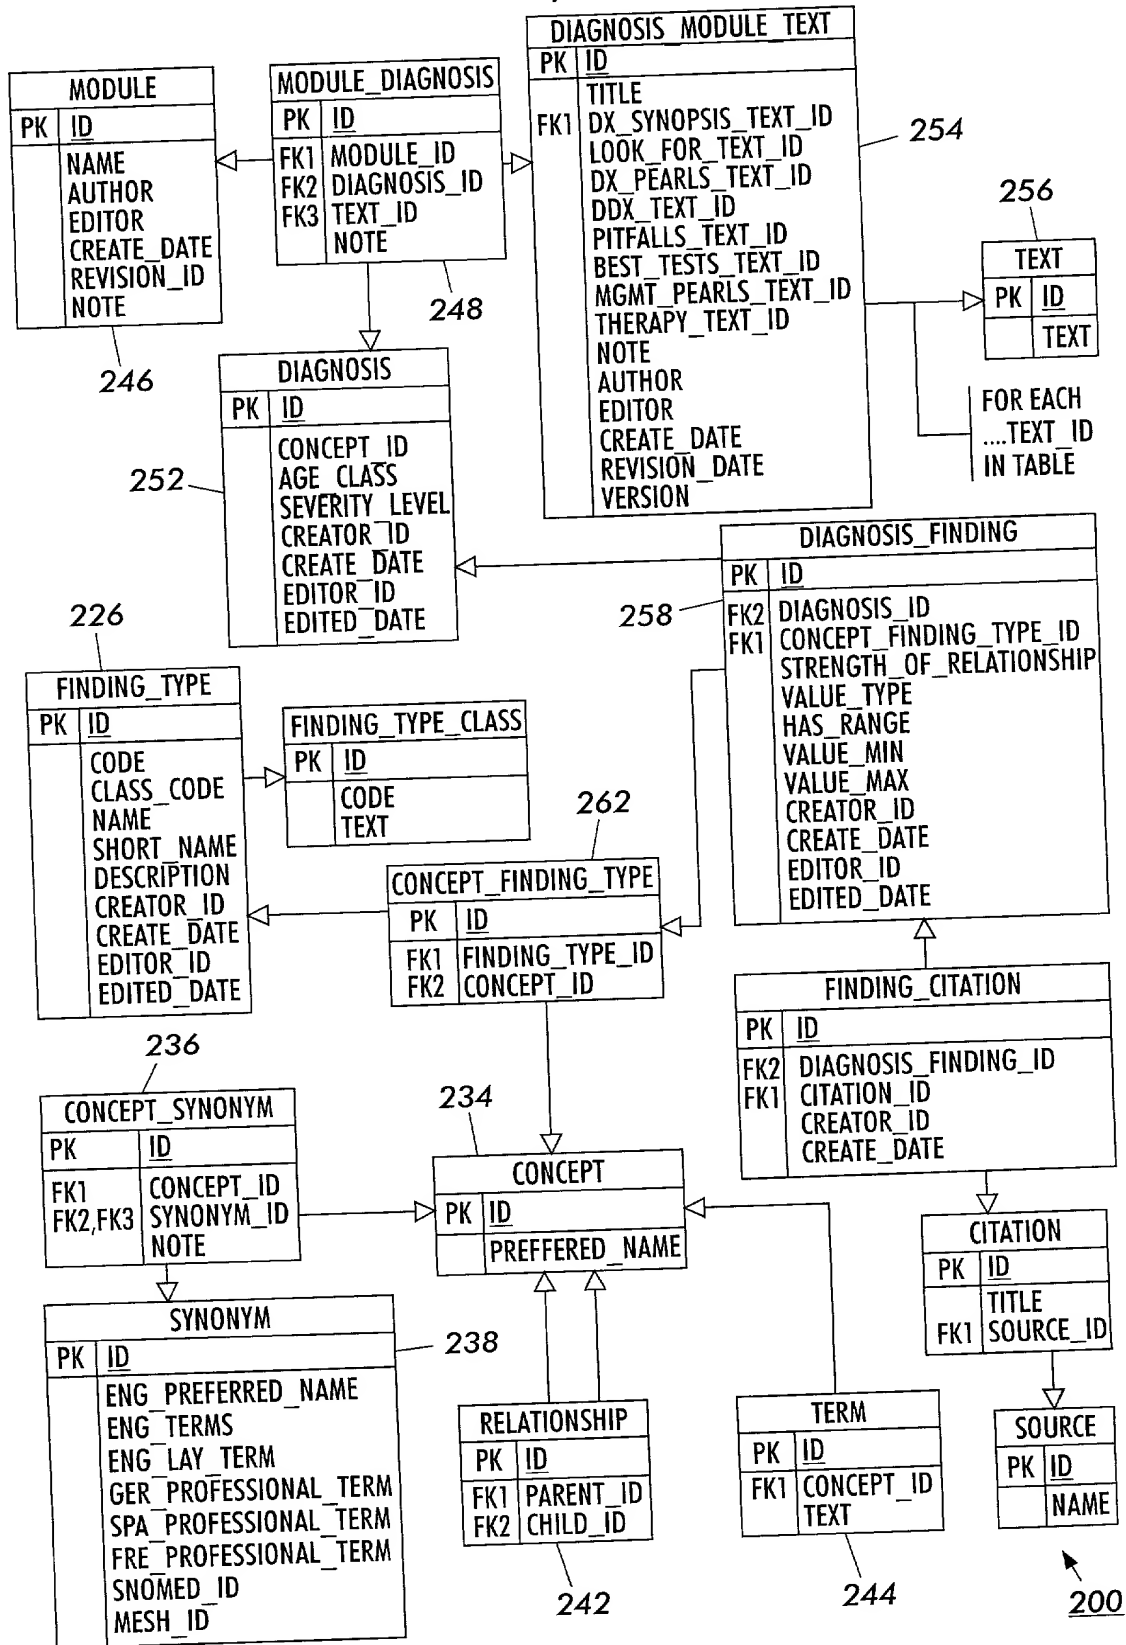 DIAGNOSIS_MODULE_TEXT
PK ID
TITLE
FK1 DX_SYNOPSIS_TEXT_ID
LOOK_FOR_TEXT_ID
DX_PEARLS_TEXT_ID
DDX_TEXT_ID
PITFALLS_TEXT_ID
BEST_TESTS_TEXT_ID
MGMT_PEARLS_TEXT_ID
THERAPY_TEXT_ID
NOTE
AUTHOR
EDITOR
CREATE_DATE
REVISION_DATE
VERSION
254
MODULE
PK ID
NAME
AUTHOR
EDITOR
CREATE_DATE
REVISION_ID
NOTE
246
MODULE_DIAGNOSIS
PK ID
FK1 MODULE_ID
FK2 DIAGNOSIS_ID
FK3 TEXT_ID
NOTE
248
256
TEXT
PK ID
TEXT
FOR EACH
....TEXT_ID
IN TABLE
DIAGNOSIS
PK ID
CONCEPT_ID
AGE_CLASS
SEVERITY_LEVEL
CREATOR_ID
CREATE_DATE
EDITOR_ID
EDITED_DATE
252
DIAGNOSIS_FINDING
PK ID
FK2 DIAGNOSIS_ID
FK1 CONCEPT_FINDING_TYPE_ID
STRENGTH_OF_RELATIONSHIP
VALUE_TYPE
HAS_RANGE
VALUE_MIN
VALUE_MAX
CREATOR_ID
CREATE_DATE
EDITOR_ID
EDITED_DATE
258
226
FINDING_TYPE
PK ID
CODE
CLASS_CODE
NAME
SHORT_NAME
DESCRIPTION
CREATOR_ID
CREATE_DATE
EDITOR_ID
EDITED_DATE
FINDING_TYPE_CLASS
PK ID
CODE
TEXT
262
CONCEPT_FINDING_TYPE
PK ID
FK1 FINDING_TYPE_ID
FK2 CONCEPT_ID
FINDING_CITATION
PK ID
FK2 DIAGNOSIS_FINDING_ID
FK1 CITATION_ID
CREATOR_ID
CREATE_DATE
236
CONCEPT_SYNONYM
PK ID
FK1 CONCEPT_ID
FK2,FK3 SYNONYM_ID
NOTE
234
CONCEPT
PK ID
PREFFERED_NAME
CITATION
PK ID
TITLE
FK1 SOURCE_ID
SYNONYM
PK ID
ENG_PREFERRED_NAME
ENG_TERMS
ENG_LAY_TERM
GER_PROFESSIONAL_TERM
SPA_PROFESSIONAL_TERM
FRE_PROFESSIONAL_TERM
SNOMED_ID
MESH_ID
238
RELATIONSHIP
PK ID
FK1 PARENT_ID
FK2 CHILD_ID
242
TERM
PK ID
FK1 CONCEPT_ID
TEXT
244
SOURCE
PK ID
NAME
200